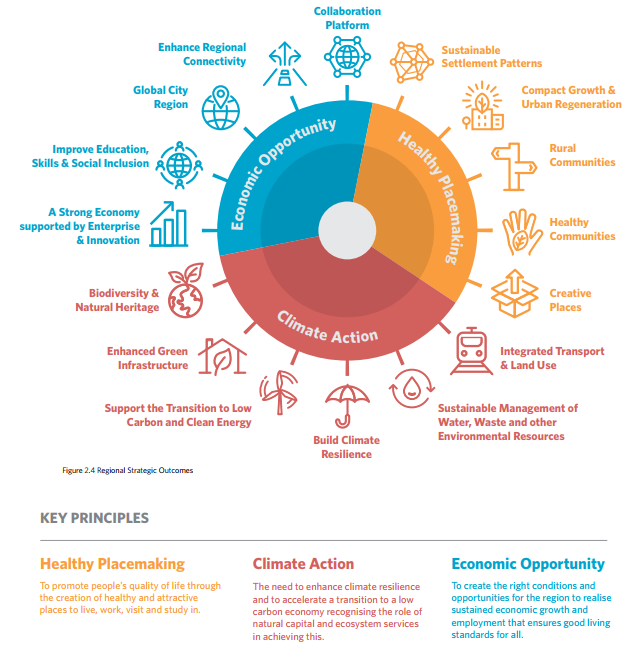 Collaboration
Platform
Enhance Regional
Connectivity
Sustainable
Settlement Patterns
Global City
Region
Compact Growth &
Urban Regeneration
Improve Education,
Skills & Social Inclusion
Rural
Communities
A Strong Economy
supported by Enterprise
& Innovation
Healthy
Communities
Biodiversity &
Natural Heritage
Creative
Places
Enhanced Green
Infrastructure
Integrated Transport
& Land Use
Support the Transition to Low
Carbon and Clean Energy
Sustainable Management of
Water, Waste and other
Environmental Resources
Build Climate
Resilience
Economic Opportunity
Healthy Placemaking
Climate Action
Figure 2.4 Regional Strategic Outcomes
KEY PRINCIPLES
Healthy Placemaking
To promote people's quality of life through
the creation of healthy and attractive
places to live, work, visit and study in.
Climate Action
The need to enhance climate resilience
and to accelerate a transition to a low
carbon economy recognising the role of
natural capital and ecosystem services
in achieving this.
Economic Opportunity
To create the right conditions and
opportunities for the region to realise
sustained economic growth and
employment that ensures good living
standards for all.